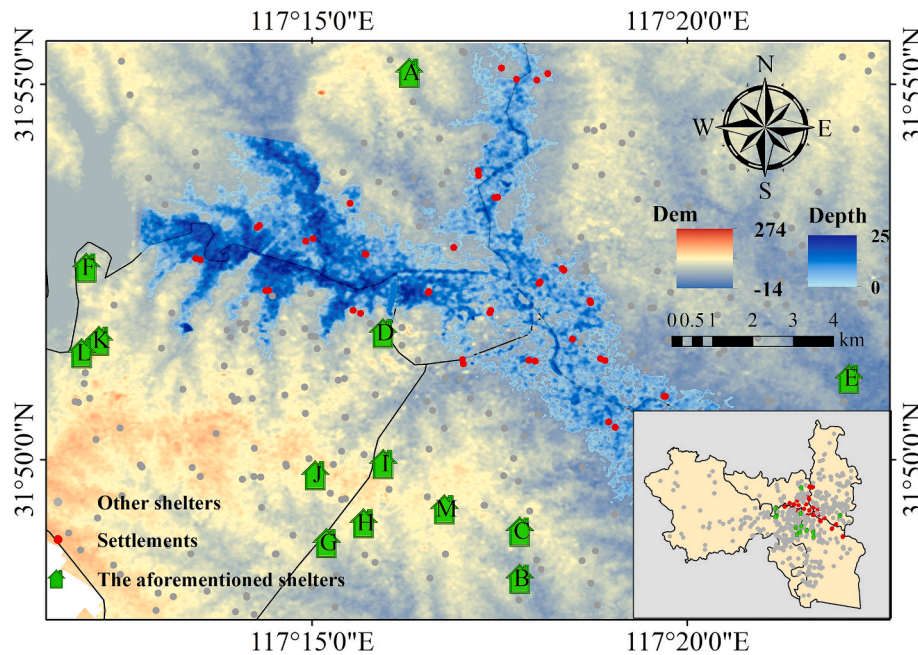 117°15'0"E 117°20'0"E
31°55'0"N 31°55'0"N
A
N
W E
S
Dem Depth
274 25
-14 0
F
0 0.5 1 2 3 4
km
K
L
D
E
31°50'0"N 31°50'0"N
I
J
M
H
C
G
B
Other shelters
Settlements
The aforementioned shelters
117°15'0"E 117°20'0"E